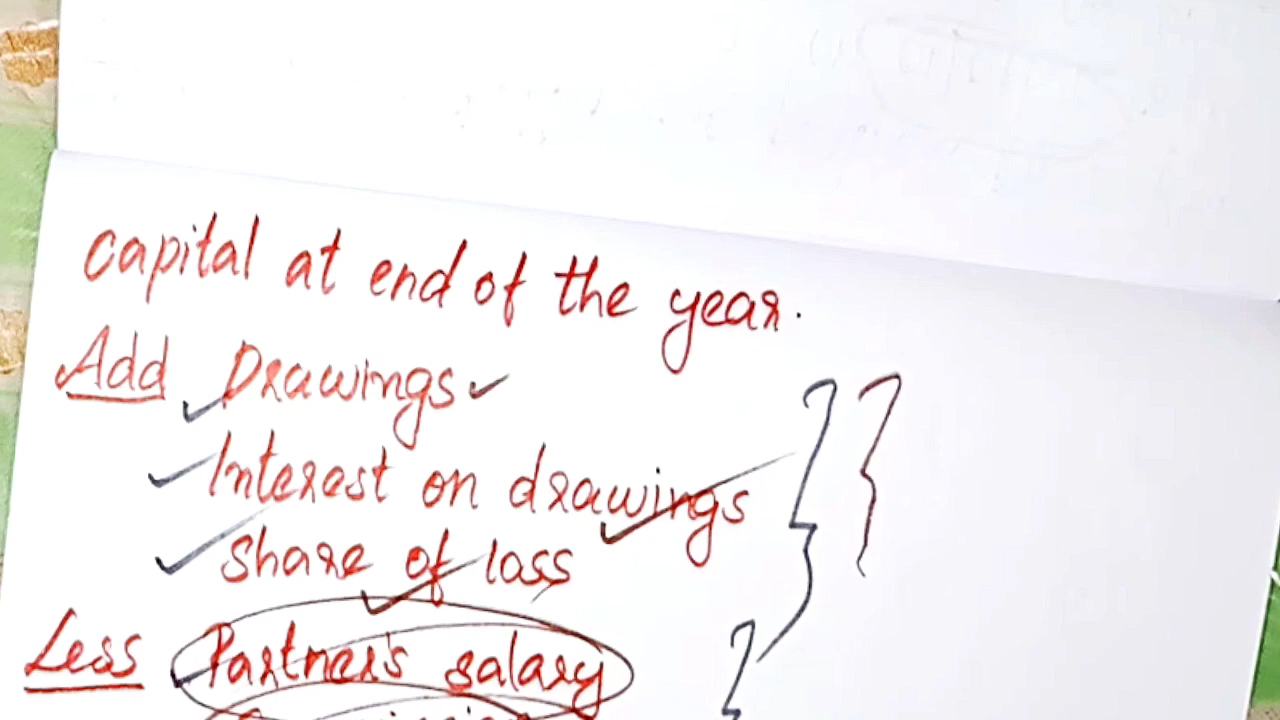 capital at end of the year.
Add Drawings
Interest on drawings
Share of loss
Less Partner's salary